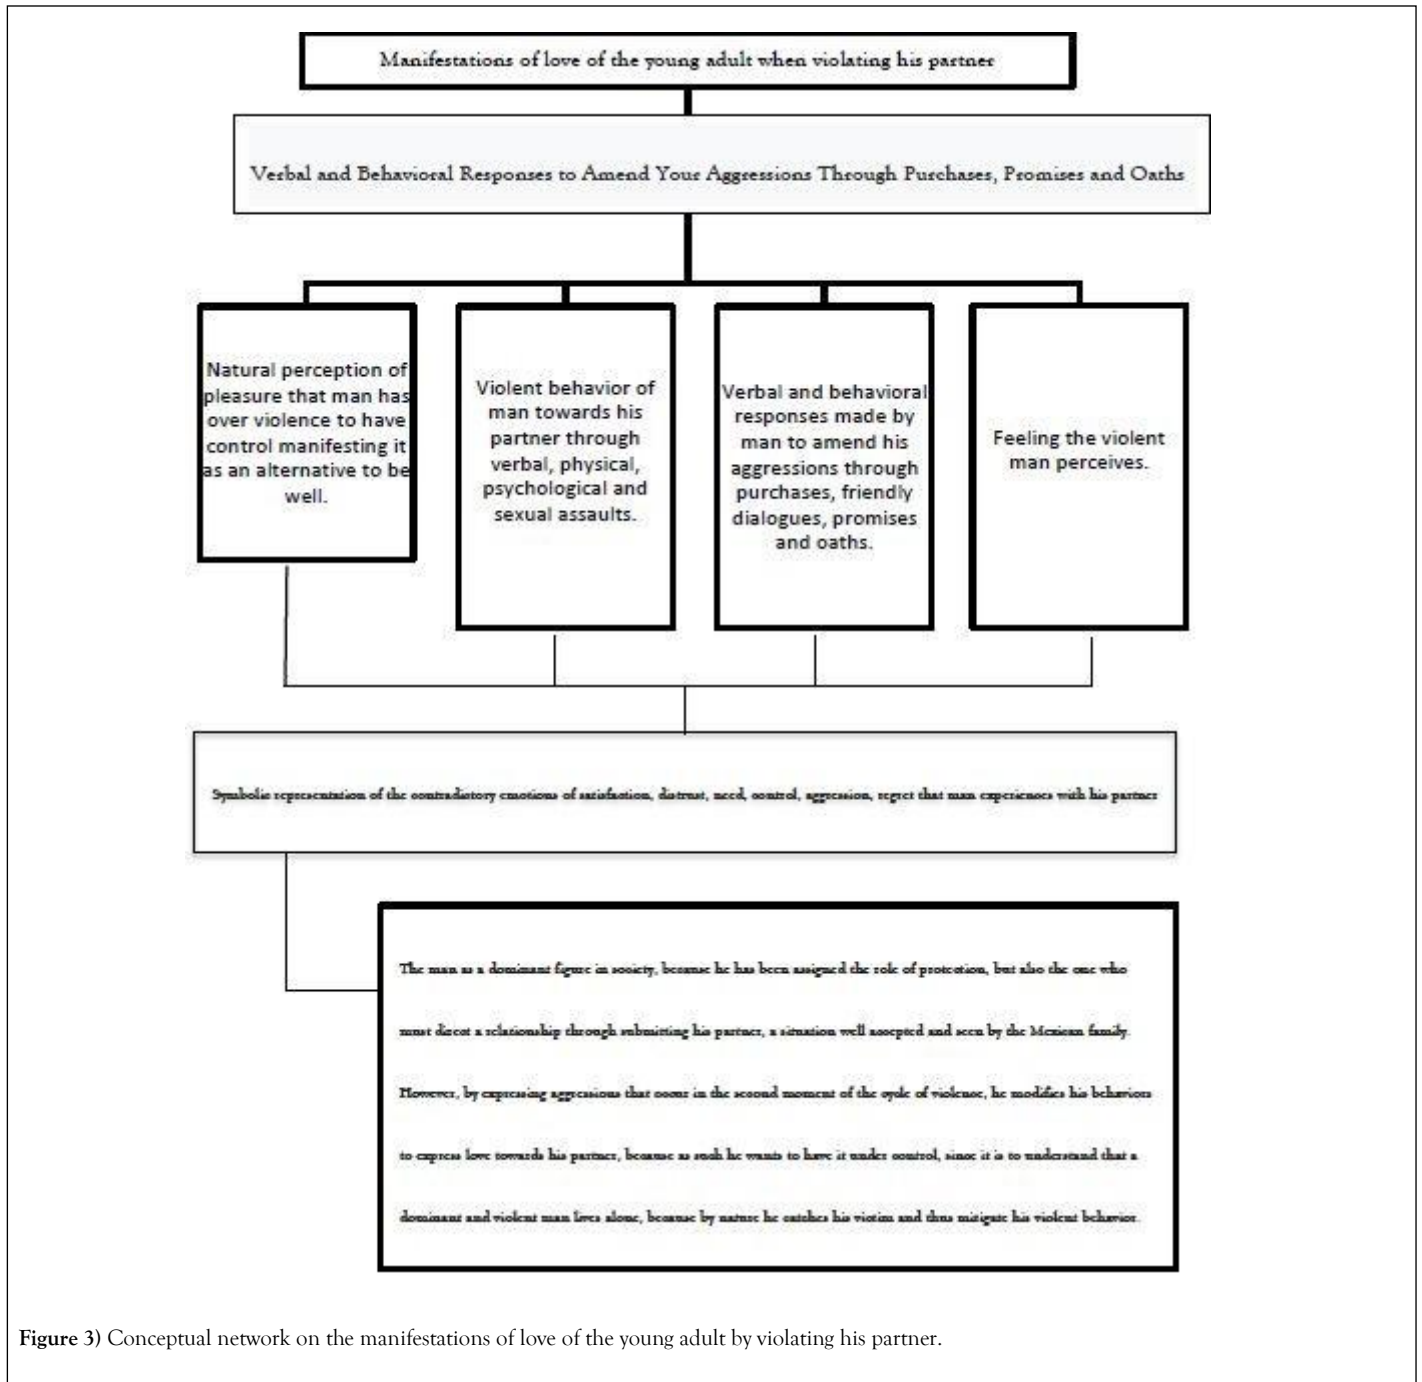 Manifestations of love of the young adult when violating his partner
Verbal and Behavioral Responses to Amend Your Aggressions Through Purchases, Promises and Oaths
Natural perception of
pleasure that man has
over violence to have
control manifesting it
as an alternative to be
well.
Violent behavior of
man towards his
partner through
verbal, physical,
psychological and
sexual assaults.
Verbal and behavioral
responses made by
man to amend his
aggressions through
purchases, friendly
dialogues, promises
and oaths.
Feeling the violent
man perceives.
Symbolic representation of the contradictory emotions of satisfaction, distrust, need, control, aggression, regret that man experiences with his partner
The man as a dominant figure in society, because he has been assigned the role of protection, but also the one who
must direct a relationship through submitting his partner, a situation well accepted and seen by the Mexican family.
However, by expressing aggressions that occur in the second moment of the cycle of violence, he modifies his behaviors
to express love towards his partner, because as such he wants to have it under control, since it is to understand that a
dominant and violent man lives alone, because by nature he catches his victim and thus mitigate his violent behavior.
Figure 3) Conceptual network on the manifestations of love of the young adult by violating his partner.